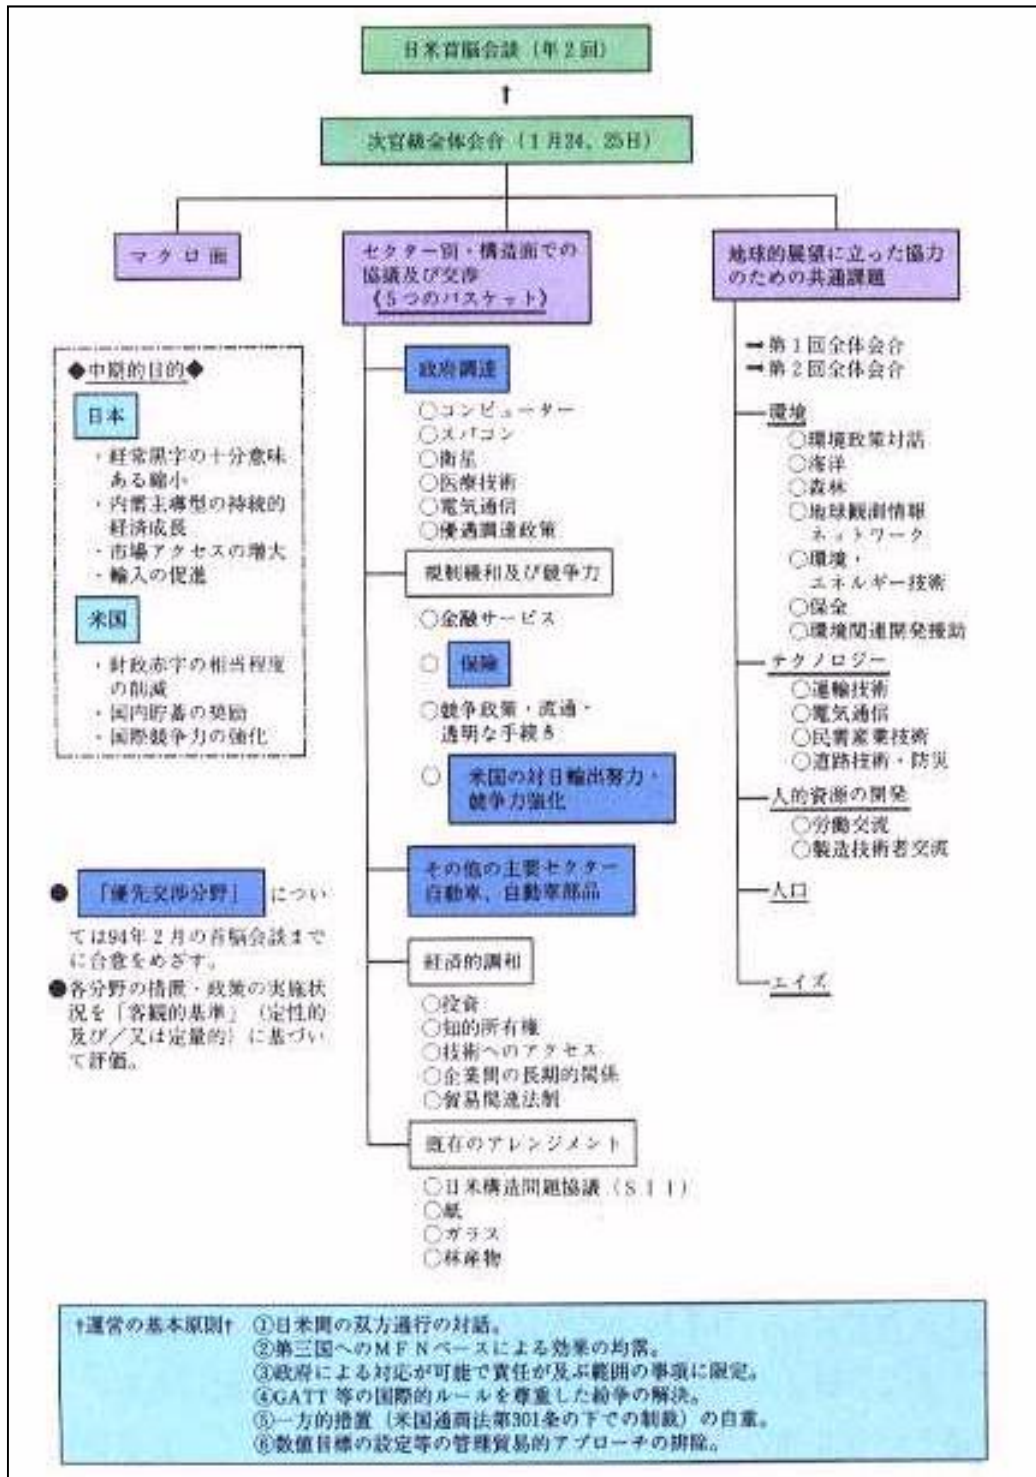 日米首脳会談（年2回）
次官級全体会合（1月24、25日）
マクロ面
◆中期的目的◆
日本
・経常黒字の十分意味
ある縮小
・内需主導型の持続的
経済成長
・市場アクセスの増大
・輸入の促進
米国
・財政赤字の相当程度
の削減
・国内貯蓄の奨励
・国際競争力の強化
●「優先交渉分野」につい
ては94年2月の首脳会談まで
に合意をめざす。
●各分野の措置・政策の実施状
況を「客観的基準」（定性的
及び／又は定量的）に基づい
て評価。
セクター別・構造面での
協議及び交渉
《5つのバスケット》
政府調達
○コンピューター
○スパコン
○衛星
○医療技術
○電気通信
○優遇調達政策
規制緩和及び競争力
○金融サービス
○保険
○競争政策・流通・
透明な手続き
○米国の対日輸出努力・
競争力強化
その他の主要セクター
自動車、自動車部品
経済的調和
○投資
○知的所有権
○技術へのアクセス
○企業間の長期的関係
○貿易関連法制
既存のアレンジメント
○日米構造問題協議（SII）
○紙
○ガラス
○林産物
地球的展望に立った協力
のための共通課題
→第1回全体会合
→第2回全体会合
環境
○環境政策対話
○海洋
○森林
○地球観測情報
ネットワーク
○環境・
エネルギー技術
○保全
○環境関連開発援助
テクノロジー
○運輸技術
○電気通信
○民需産業技術
○道路技術・防災
人的資源の開発
○労働交流
○製造技術者交流
人口
エイズ
†運営の基本原則† ①日米間の双方通行の対話。
②第三国へのMFNベースによる効果の均霑。
③政府による対応が可能で責任が及ぶ範囲の事項に限定。
④GATT等の国際的ルールを尊重した紛争の解決。
⑤一方的措置（米国通商法第301条の下での制裁）の自重。
⑥数値目標の設定等の管理貿易的アプローチの排除。